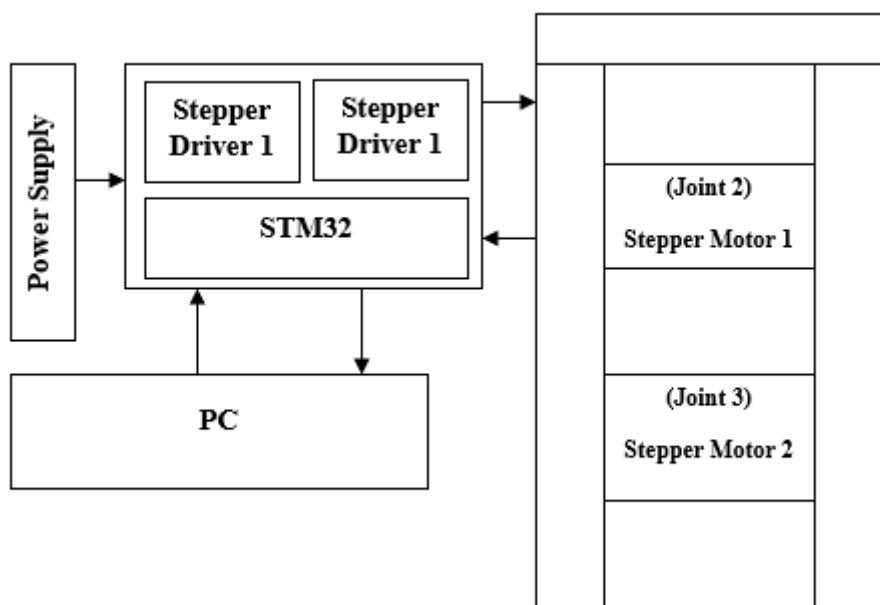 Power Supply
Stepper
Driver 1
Stepper
Driver 1
STM32
PC
(Joint 2)
Stepper Motor 1
(Joint 3)
Stepper Motor 2